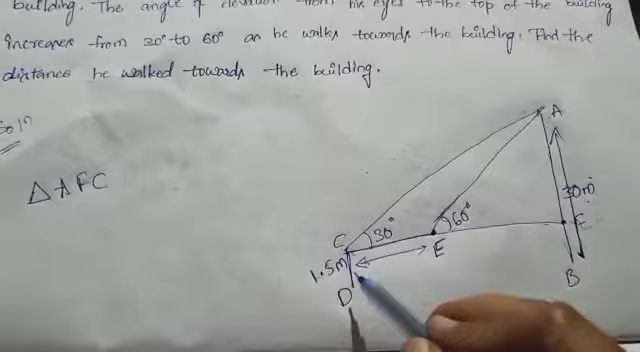 building. The angle of elevation from his eyes to the top of the building
increases from 30° to 60° as he walks towards the building. Find the
distance he walked towards the building.
Soln
△AFC
A
30m
C 30° 60°
E
1.5m
B
D